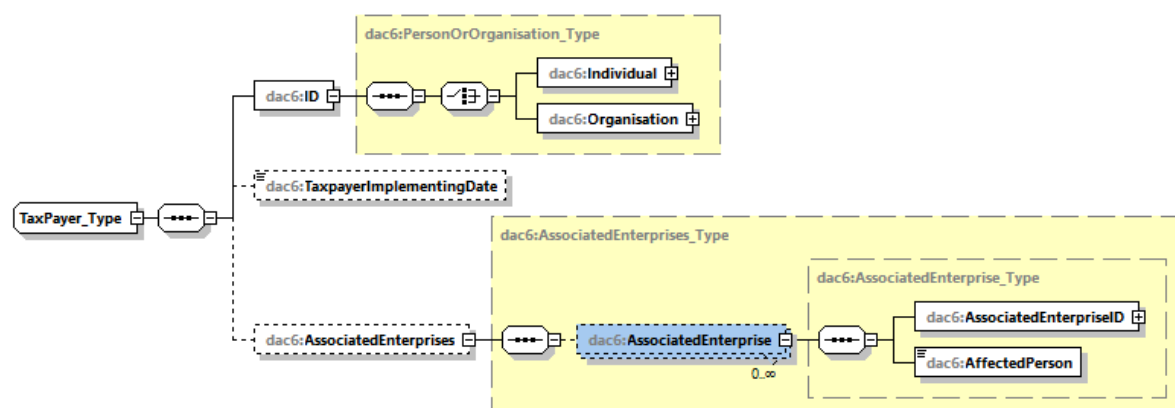 dac6:PersonOrOrganisation_Type
dac6:Individual
dac6:ID
dac6:Organisation
dac6:TaxpayerImplementingDate
TaxPayer_Type
dac6:AssociatedEnterprises_Type
dac6:AssociatedEnterprise_Type
dac6:AssociatedEnterpriseID
dac6:AssociatedEnterprises
dac6:AssociatedEnterprise
dac6:AffectedPerson
0..∞